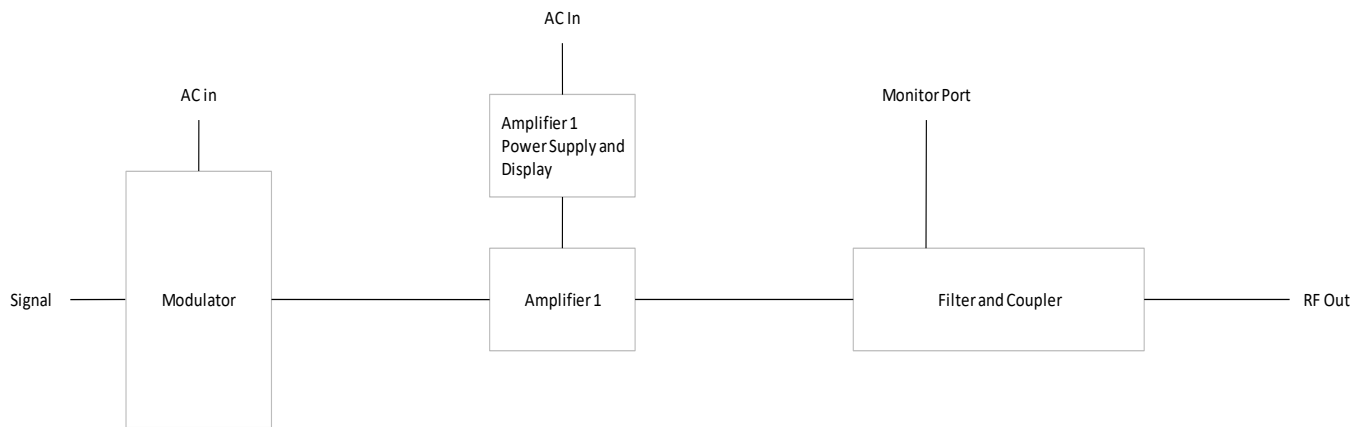 AC In
AC in
Monitor Port
Amplifier 1
Power Supply and
Display
Signal
Modulator
Amplifier 1
Filter and Coupler
RF Out